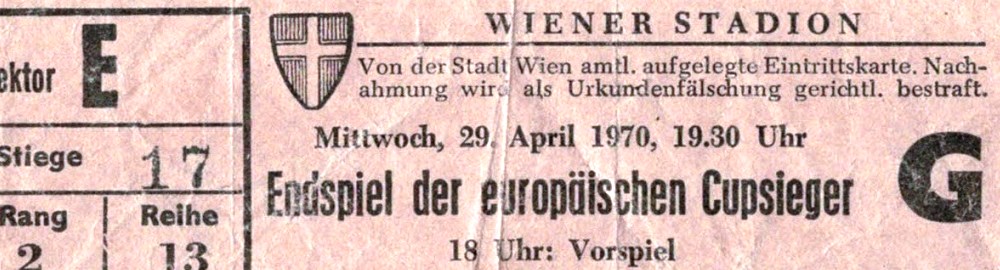 ektor E
Stiege 17
Rang Reihe
2 13
WIENER STADION
Von der Stadt Wien amtl. aufgelegte Eintrittskarte. Nach-
ahmung wird als Urkundenfälschung gerichtl. bestraft.
Mittwoch, 29. April 1970, 19.30 Uhr
G
Endspiel der europäischen Cupsieger
18 Uhr: Vorspiel